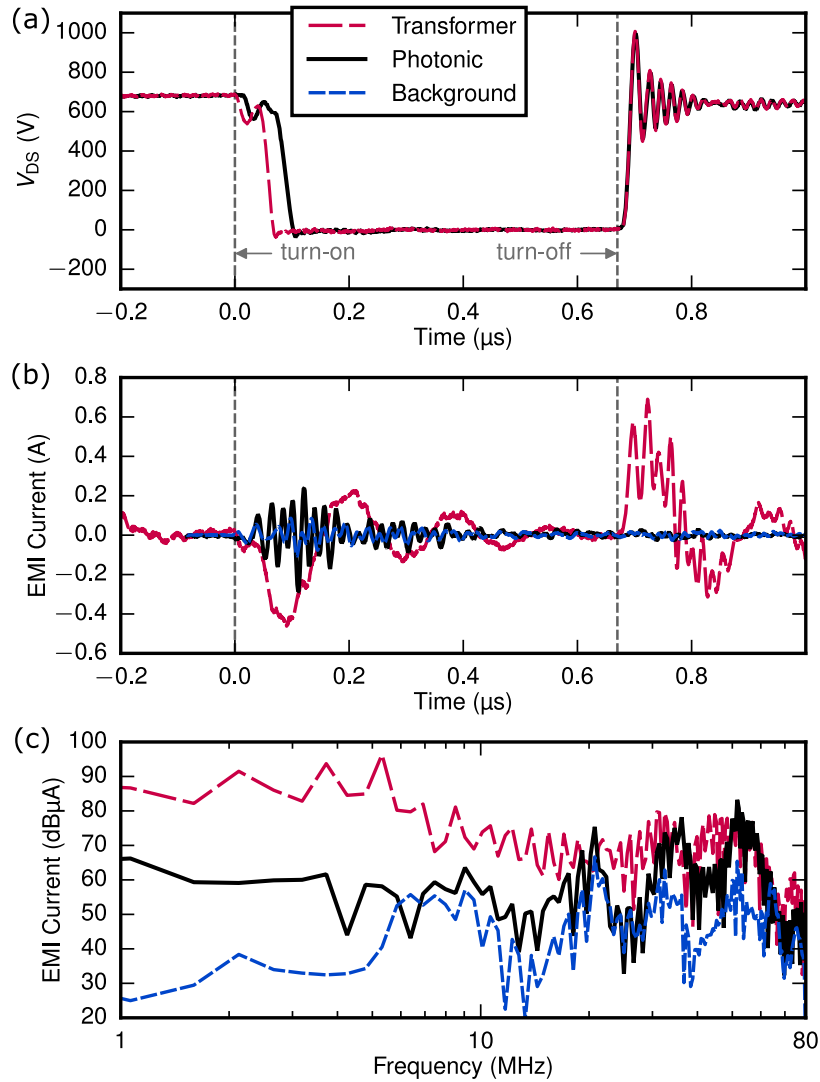 (a)
Transformer
Photonic
Background
1000
800
600
400
200
0
−200
V_DS (V)
turn-on
turn-off
−0.2 0.0 0.2 0.4 0.6 0.8
Time (µs)
(b)
0.8
0.6
0.4
0.2
0.0
−0.2
−0.4
−0.6
EMI Current (A)
−0.2 0.0 0.2 0.4 0.6 0.8
Time (µs)
(c)
100
90
80
70
60
50
40
30
20
EMI Current (dBµA)
1 10 80
Frequency (MHz)